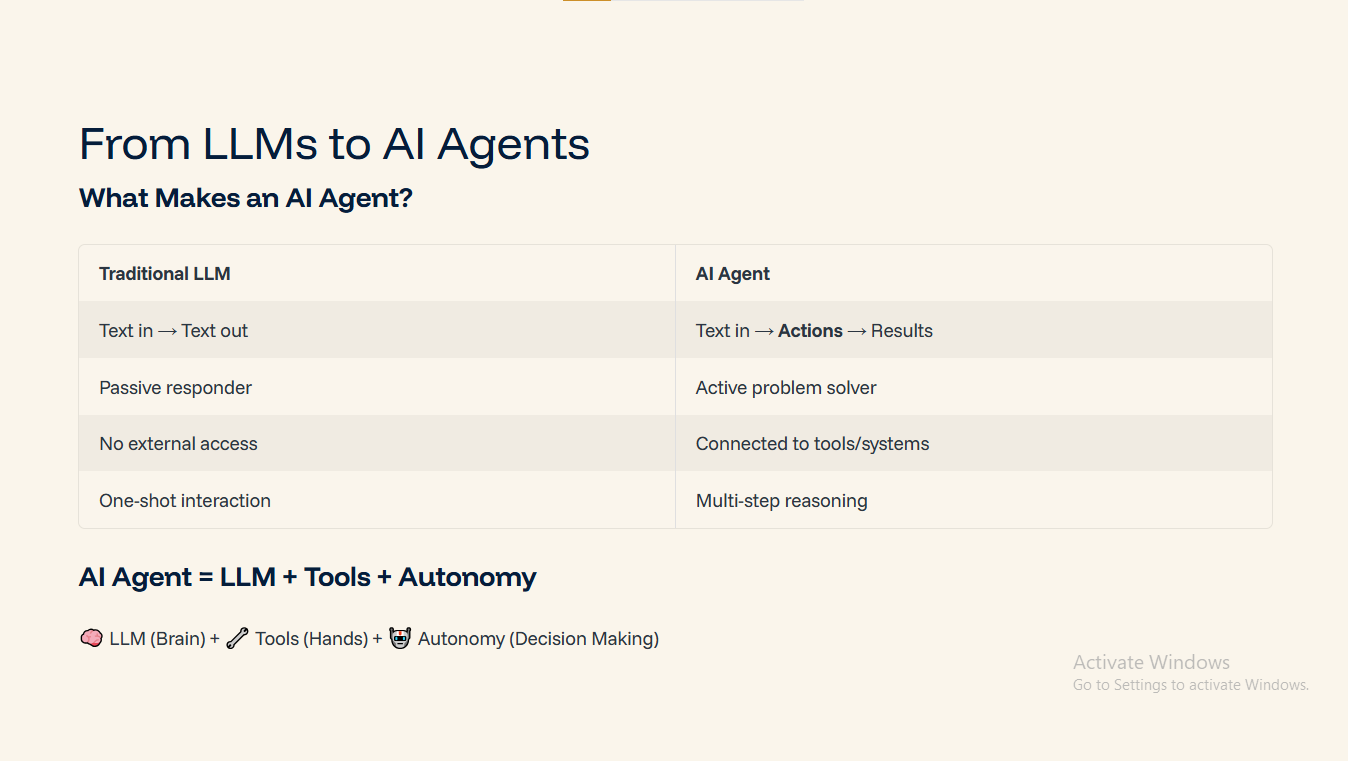 From LLMs to AI Agents
What Makes an AI Agent?
Traditional LLM AI Agent
Text in → Text out Text in → Actions → Results
Passive responder Active problem solver
No external access Connected to tools/systems
One-shot interaction Multi-step reasoning
AI Agent = LLM + Tools + Autonomy
🧠 LLM (Brain) + 🔧 Tools (Hands) + 🤖 Autonomy (Decision Making)
Activate Windows
Go to Settings to activate Windows.